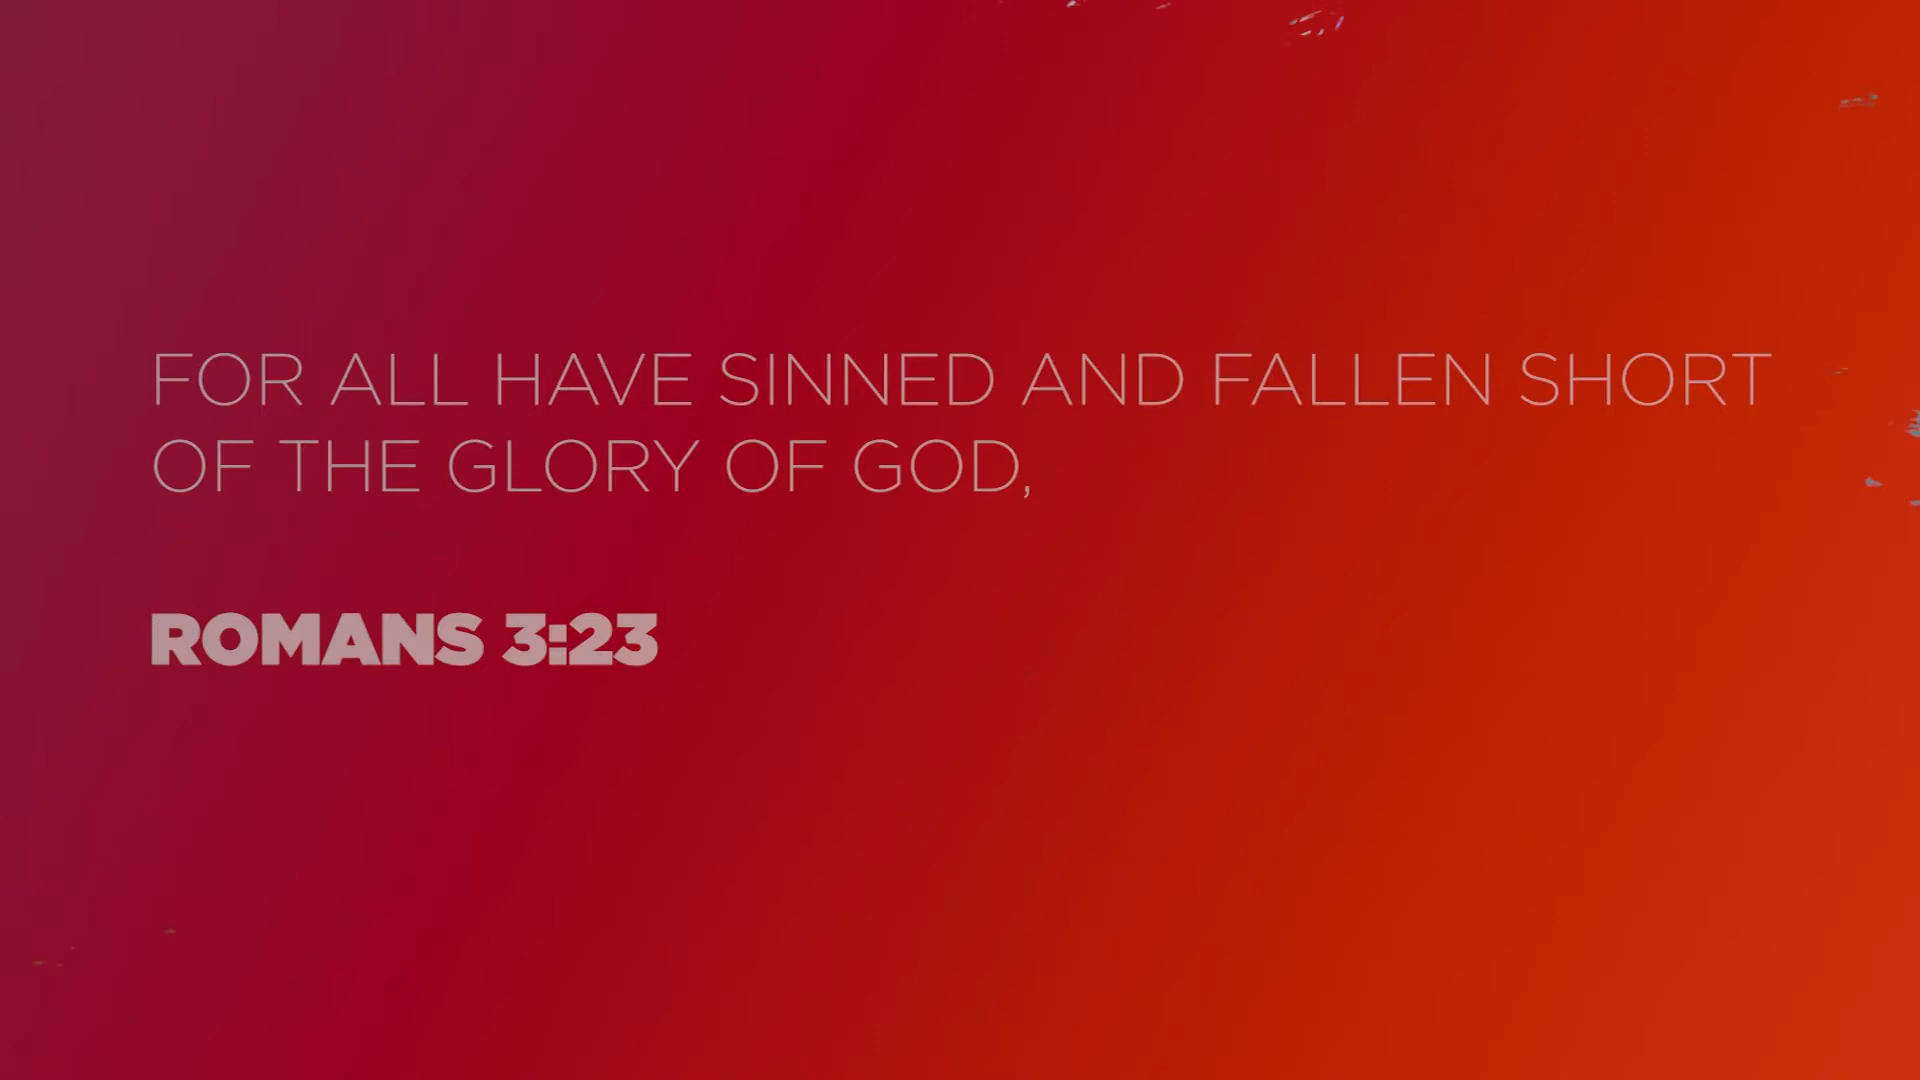 FOR ALL HAVE SINNED AND FALLEN SHORT
OF THE GLORY OF GOD,
ROMANS 3:23